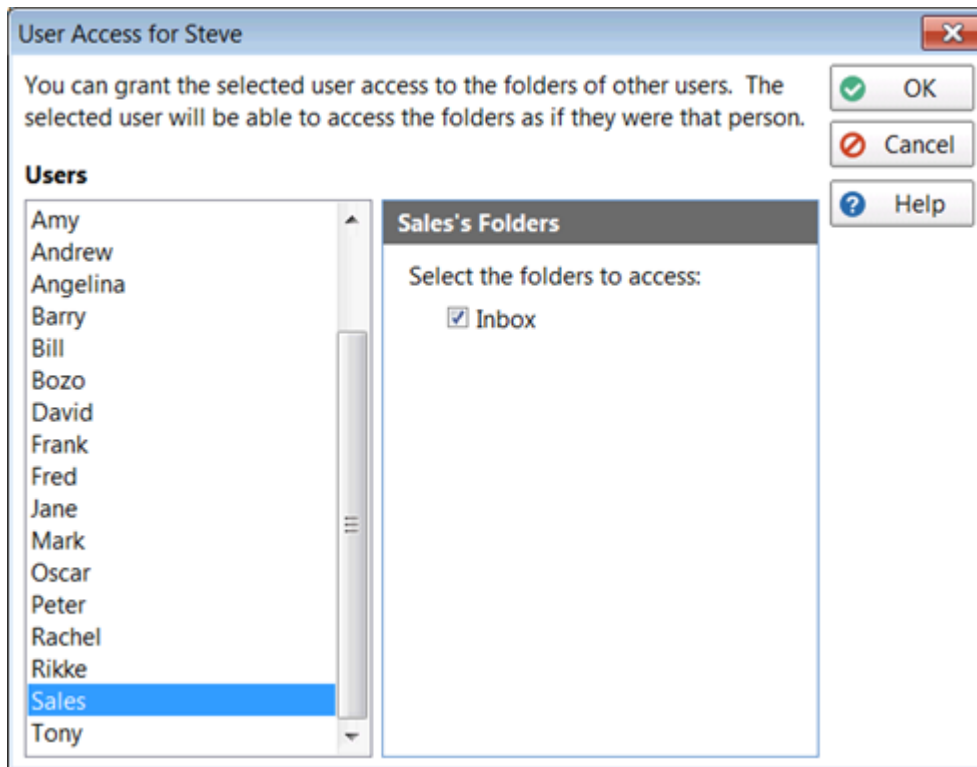 User Access for Steve
You can grant the selected user access to the folders of other users. The
selected user will be able to access the folders as if they were that person.
OK
Cancel
Help
Users
Amy
Andrew
Angelina
Barry
Bill
Bozo
David
Frank
Fred
Jane
Mark
Oscar
Peter
Rachel
Rikke
Sales
Tony
Sales's Folders
Select the folders to access:
Inbox